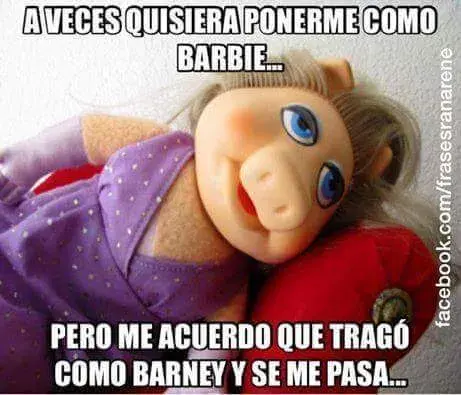 A VECES QUISIERA PONERME COMO
BARBIE...
facebook.com/frasesranarene
PERO ME ACUERDO QUE TRAGÓ
COMO BARNEY Y SE ME PASA...